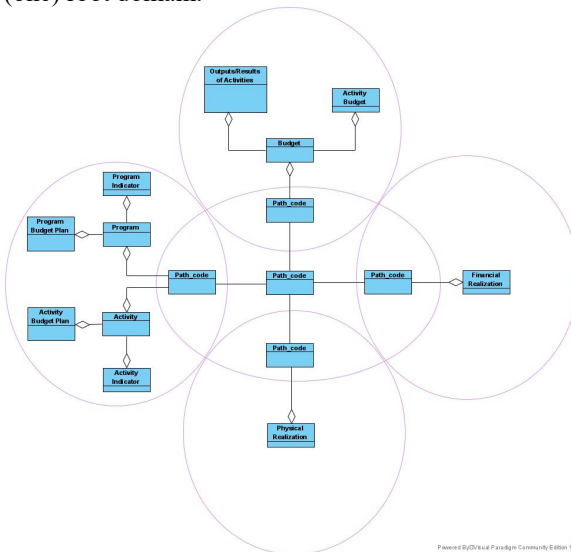 (one) root domain.
Outputs/Results
of Activities
Activity
Budget
Budget
Program
Indicator
Path_code
Program
Budget Plan
Program
Path_code
Path_code
Path_code
Financial
Realization
Activity
Budget Plan
Activity
Path_code
Activity
Indicator
Physical
Realization
Powered By Visual Paradigm Community Edition